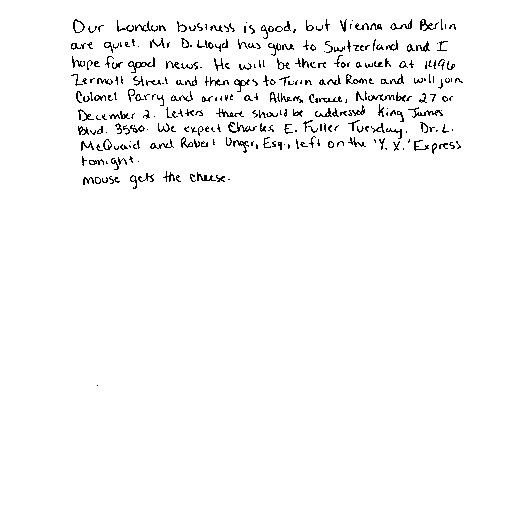 Our London business is good, but Vienna and Berlin
are quiet. Mr D. Lloyd has gone to Switzerland and I
hope for good news. He will be there for a week at 1496
Zermott Street and then goes to Turin and Rome and will join
Colonel Parry and arrive at Athens, Greece, November 27 or
December 2. Letters there should be addressed King James
Blvd. 3580. We expect Charles E. Fuller Tuesday. Dr. L.
McQuaid and Robert Unger, Esq., left on the 'Y. X.' Express
tonight.
mouse gets the cheese.